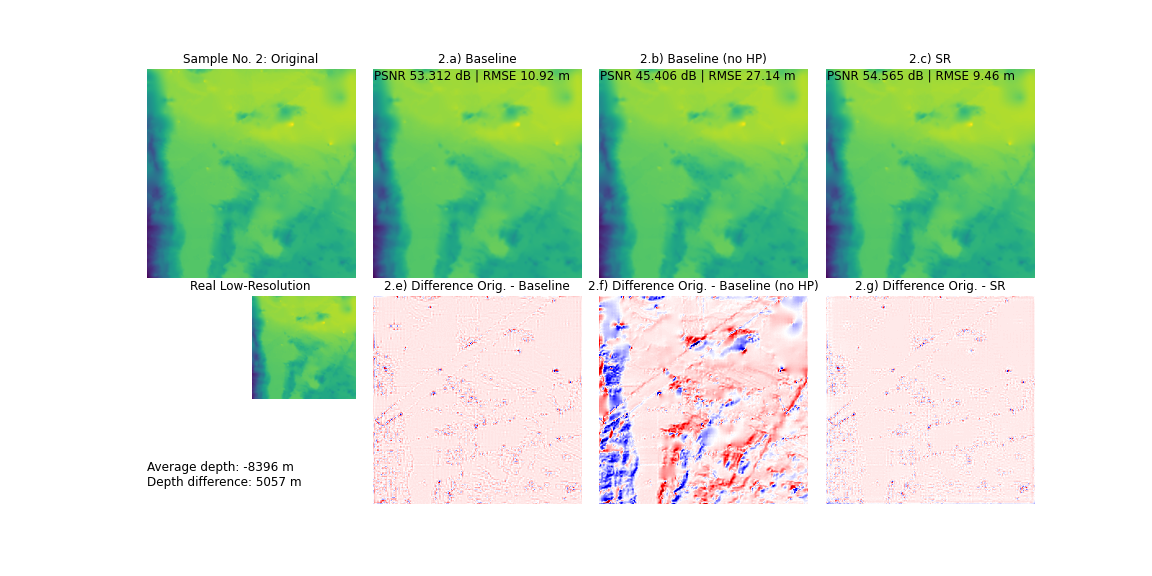 Sample No. 2: Original
2.a) Baseline
2.b) Baseline (no HP)
2.c) SR
PSNR 53.312 dB | RMSE 10.92 m
PSNR 45.406 dB | RMSE 27.14 m
PSNR 54.565 dB | RMSE 9.46 m
Real Low-Resolution
2.e) Difference Orig. - Baseline
2.f) Difference Orig. - Baseline (no HP)
2.g) Difference Orig. - SR
Average depth: -8396 m
Depth difference: 5057 m